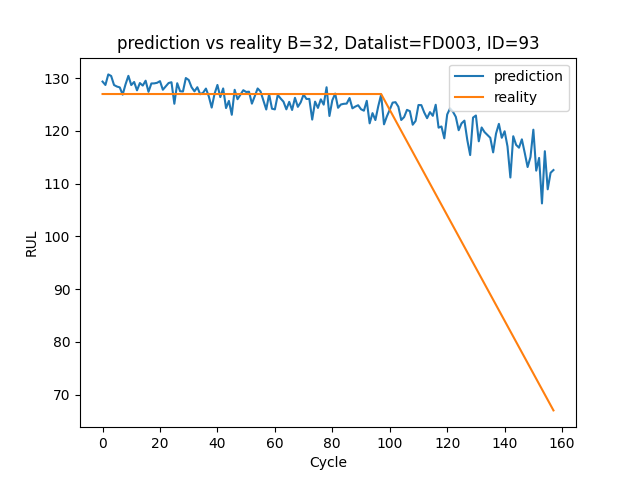 prediction vs reality B=32, Datalist=FD003, ID=93
prediction
reality
RUL
130
120
110
100
90
80
70
0 20 40 60 80 100 120 140 160
Cycle